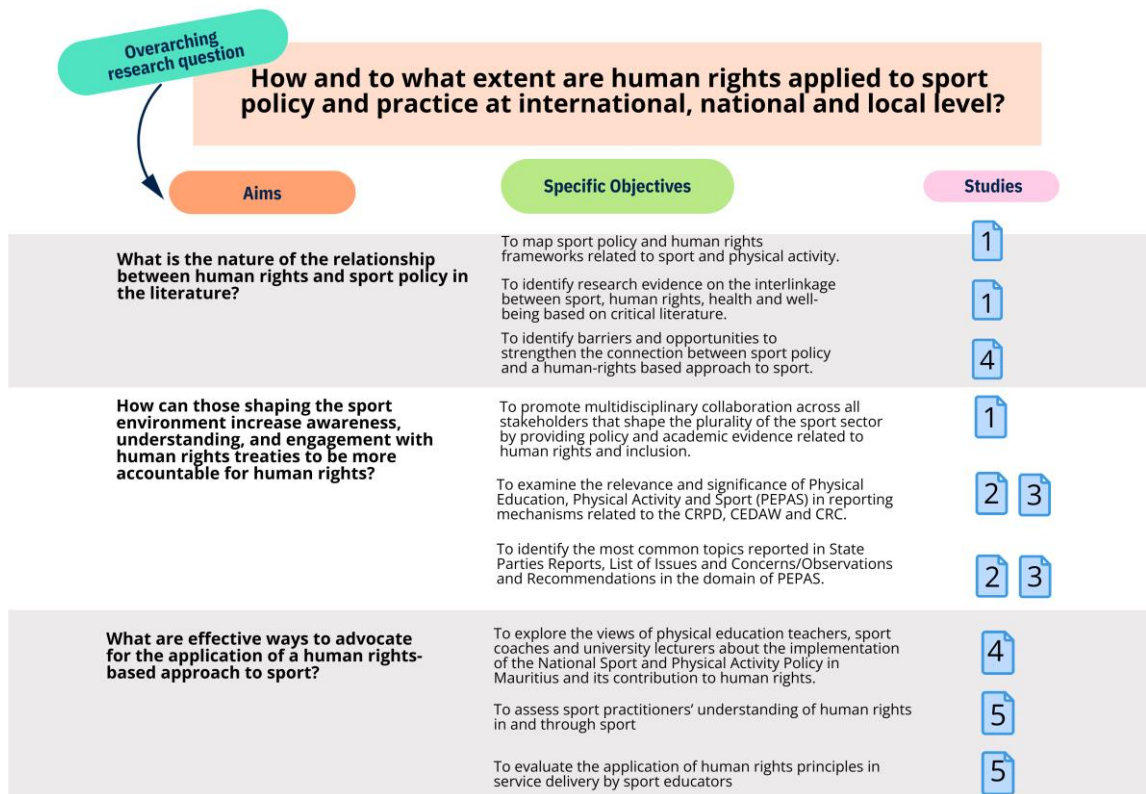 Overarching
research question
How and to what extent are human rights applied to sport
policy and practice at international, national and local level?
Aims
Specific Objectives
Studies
What is the nature of the relationship
between human rights and sport policy in
the literature?
To map sport policy and human rights
frameworks related to sport and physical activity.
1
To identify research evidence on the interlinkage
between sport, human rights, health and well-
being based on critical literature.
1
To identify barriers and opportunities to
strengthen the connection between sport policy
and a human-rights based approach to sport.
4
How can those shaping the sport
environment increase awareness,
understanding, and engagement with
human rights treaties to be more
accountable for human rights?
To promote multidisciplinary collaboration across all
stakeholders that shape the plurality of the sport sector
by providing policy and academic evidence related to
human rights and inclusion.
1
To examine the relevance and significance of Physical
Education, Physical Activity and Sport (PEPAS) in reporting
mechanisms related to the CRPD, CEDAW and CRC.
2 3
To identify the most common topics reported in State
Parties Reports, List of Issues and Concerns/Observations
and Recommendations in the domain of PEPAS.
2 3
What are effective ways to advocate
for the application of a human rights-
based approach to sport?
To explore the views of physical education teachers, sport
coaches and university lecturers about the implementation
of the National Sport and Physical Activity Policy in
Mauritius and its contribution to human rights.
4
To assess sport practitioners' understanding of human rights
in and through sport
5
To evaluate the application of human rights principles in
service delivery by sport educators
5